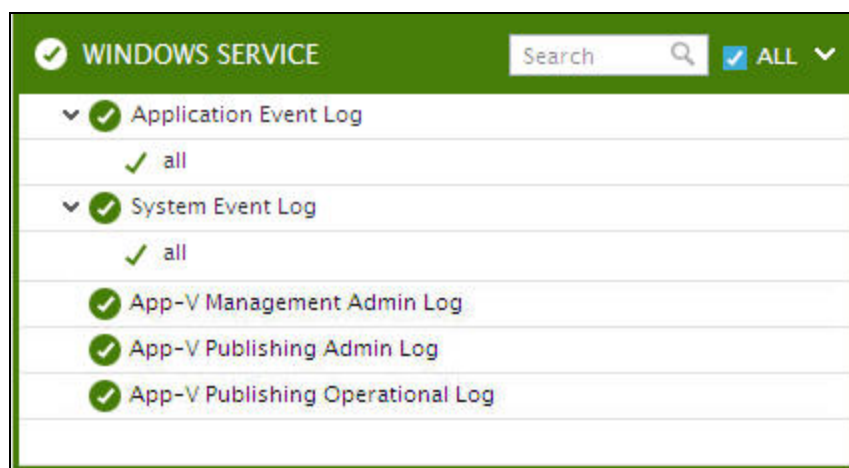 WINDOWS SERVICE Search ALL
Application Event Log
all
System Event Log
all
App-V Management Admin Log
App-V Publishing Admin Log
App-V Publishing Operational Log